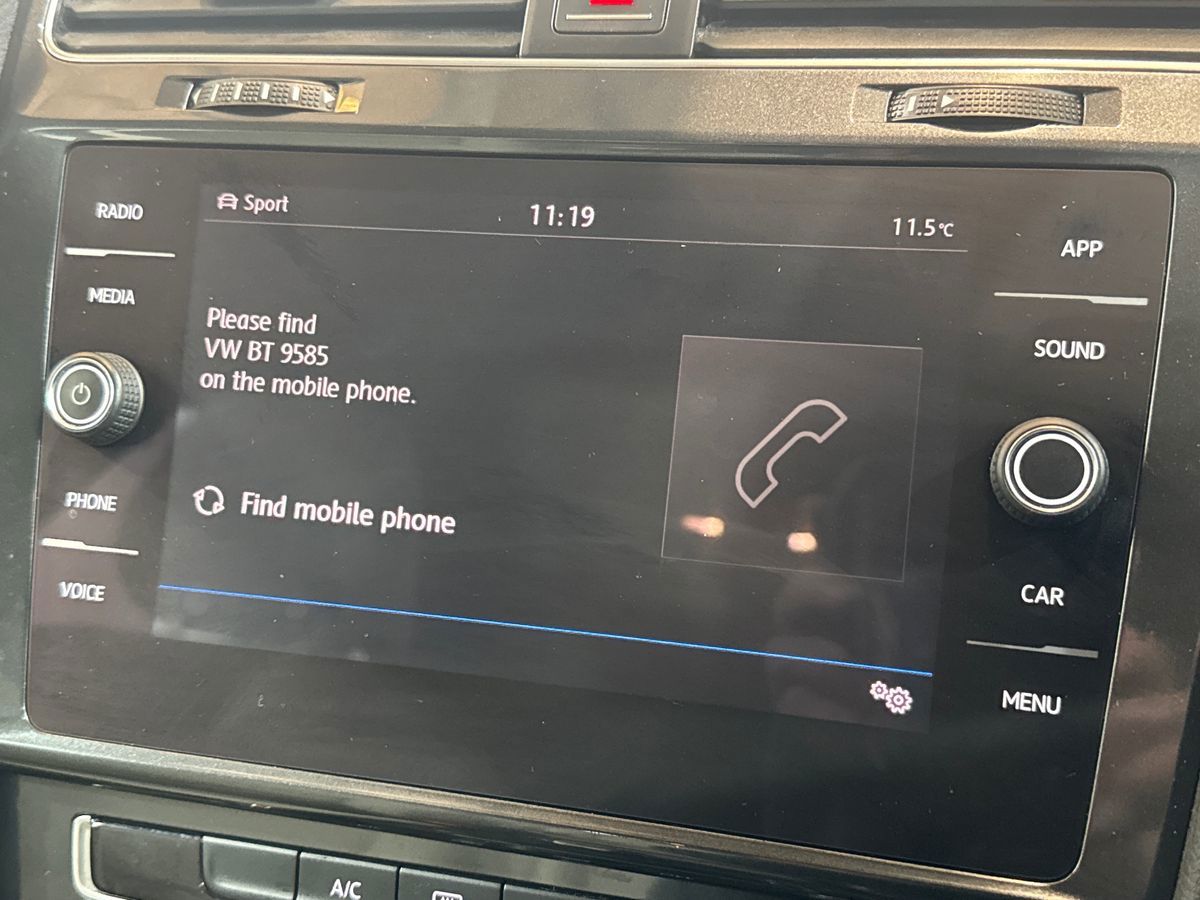 RADIO
MEDIA
PHONE
VOICE
Sport
11:19
11.5°C
Please find
VW BT 9585
on the mobile phone.
Find mobile phone
APP
SOUND
CAR
MENU
A/C